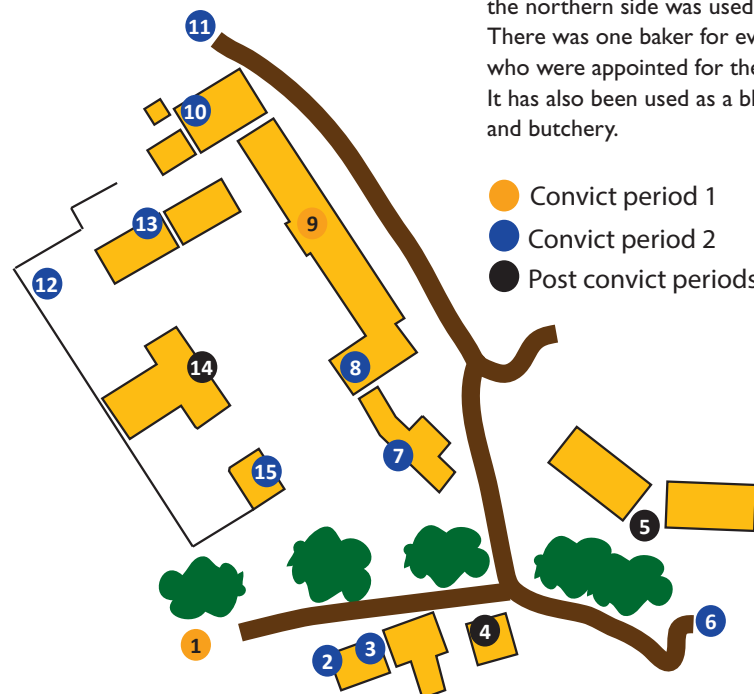 the northern side was used
There was one baker for
who were appointed for the
It has also been used as a
and butchery.
Convict period 1
Convict period 2
Post convict periods
11
10
9
13
12
8
14
7
15
5
6
1
4
3
2